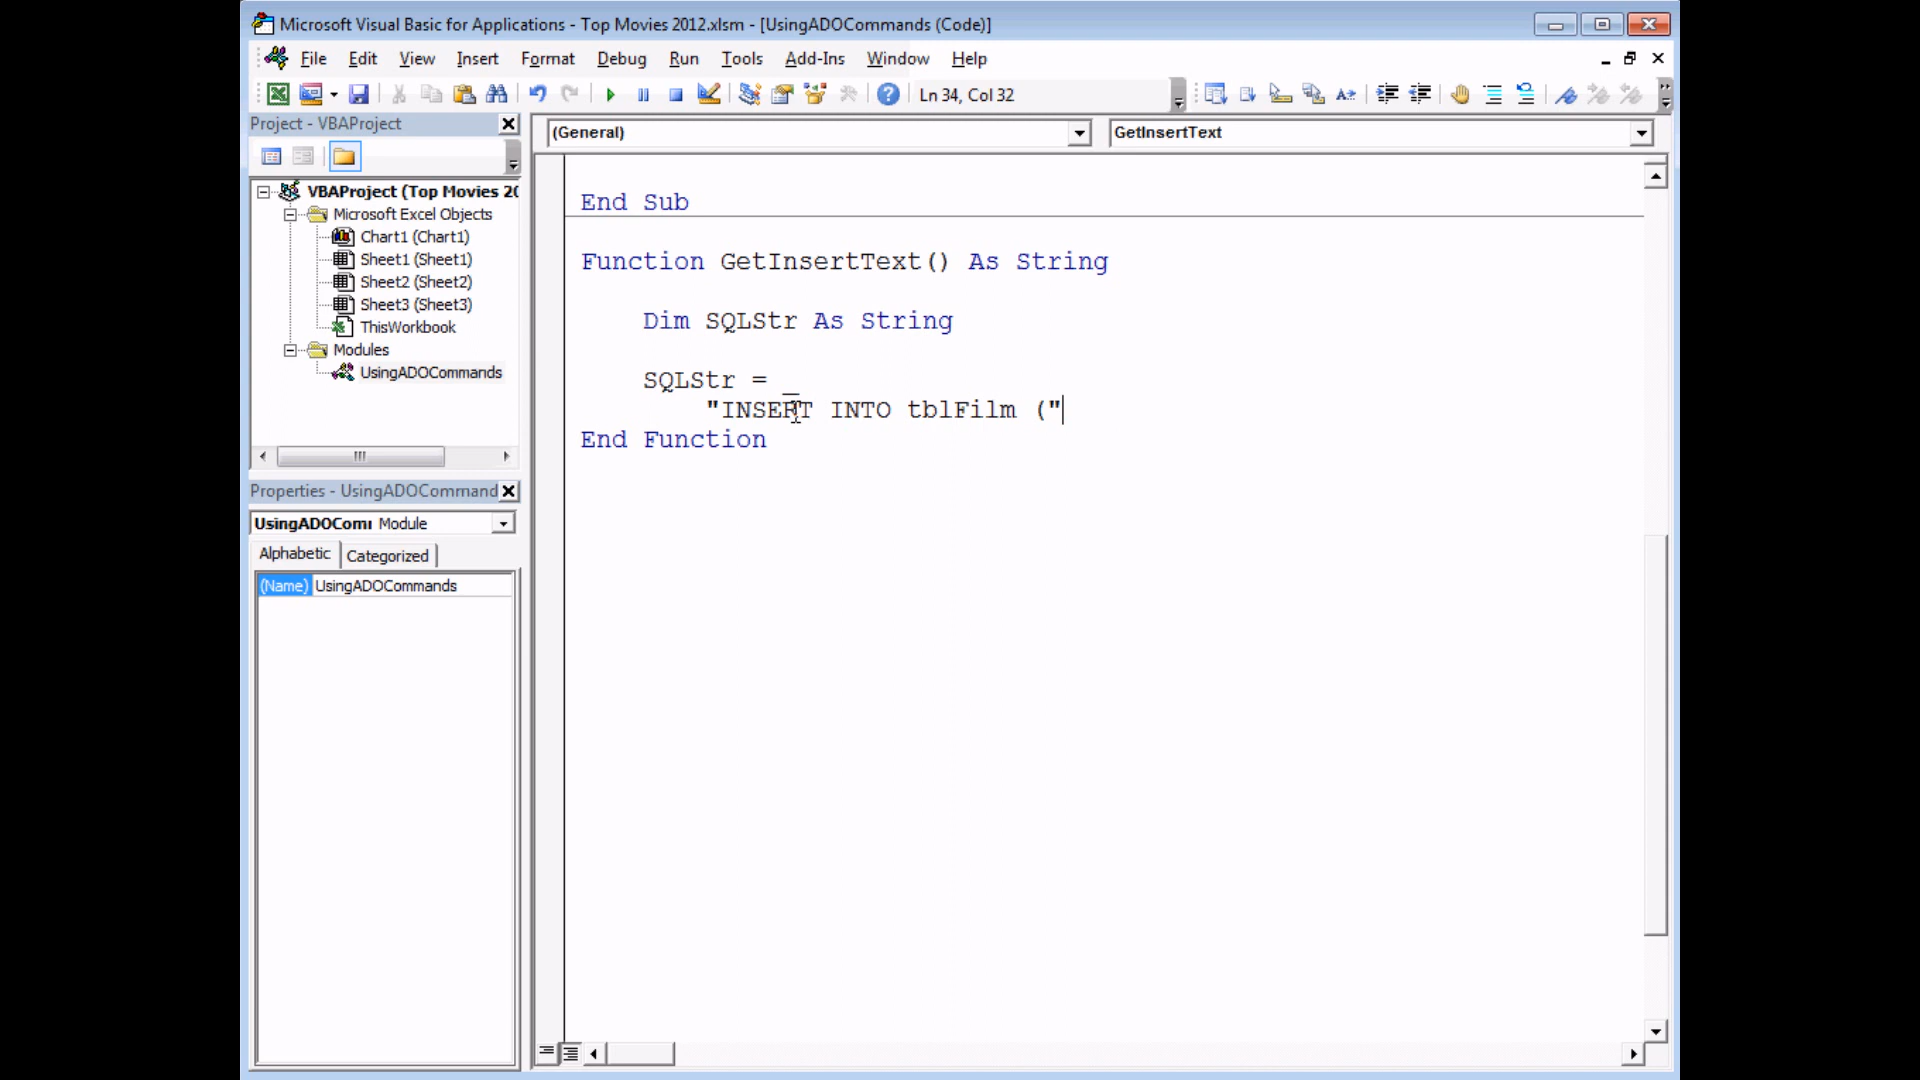 Microsoft Visual Basic for Applications - Top Movies 2012.xlsm - [UsingADOCommands (Code)]
File Edit View Insert Format Debug Run Tools Add-Ins Window Help
Ln 34, Col 32
Project - VBAProject
(General) GetInsertText
VBAProject (Top Movies 20
Microsoft Excel Objects
Chart1 (Chart1)
Sheet1 (Sheet1)
Sheet2 (Sheet2)
Sheet3 (Sheet3)
ThisWorkbook
Modules
UsingADOCommands
Properties - UsingADOCommand
UsingADOComı Module
Alphabetic Categorized
(Name) UsingADOCommands
End Sub
Function GetInsertText() As String
Dim SQLStr As String
SQLStr = _
"INSERT INTO tblFilm ("
End Function